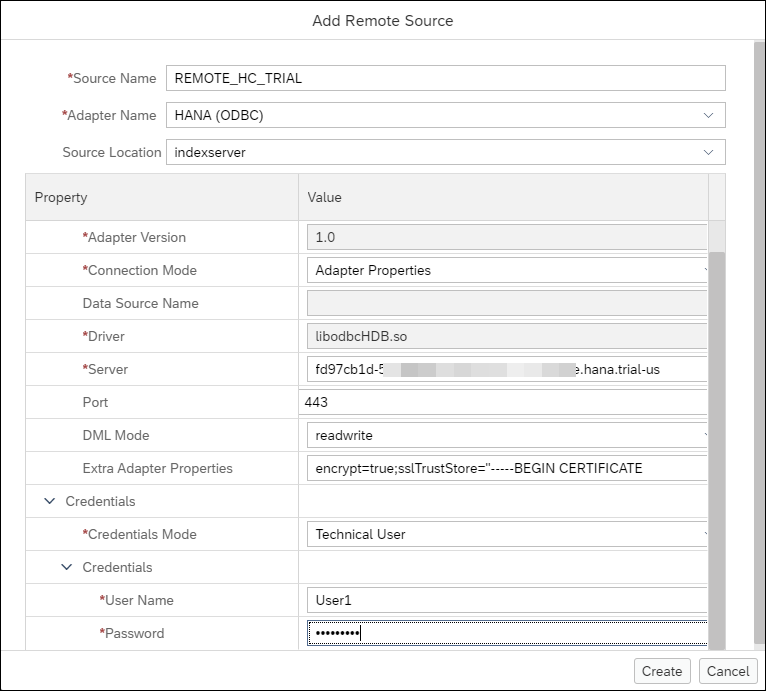 Add Remote Source
*Source Name REMOTE_HC_TRIAL
*Adapter Name HANA (ODBC)
Source Location indexserver
Property Value
*Adapter Version 1.0
*Connection Mode Adapter Properties
Data Source Name
*Driver libodbcHDB.so
*Server fd97cb1d-5 e.hana.trial-us
Port 443
DML Mode readwrite
Extra Adapter Properties encrypt=true;sslTrustStore="-----BEGIN CERTIFICATE
Credentials
*Credentials Mode Technical User
Credentials
*User Name User1
*Password •••••••••
Create Cancel